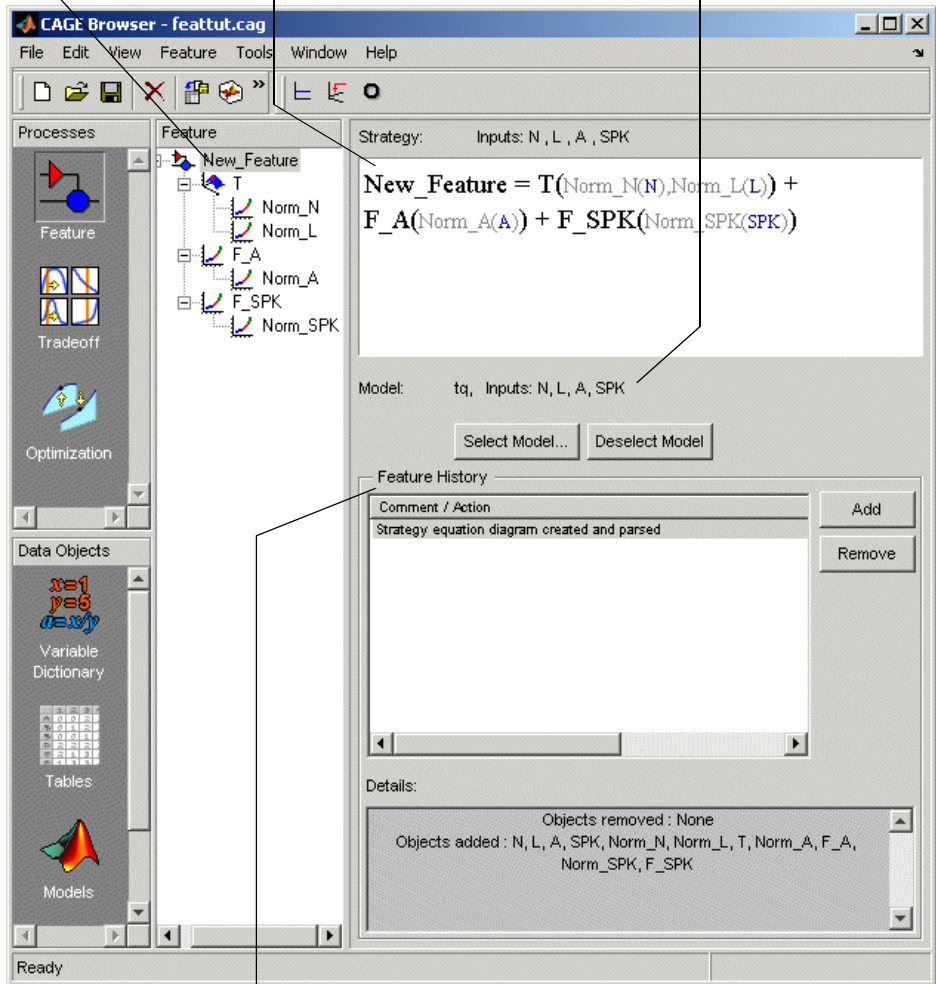 CAGE Browser - feattut.cag
File Edit View Feature Tools Window Help
»
Processes
Feature
Tradeoff
Optimization
Feature
New_Feature
T
Norm_N
Norm_L
F_A
Norm_A
F_SPK
Norm_SPK
Strategy: Inputs: N , L , A , SPK
New_Feature = T(Norm_N(N),Norm_L(L)) +
F_A(Norm_A(A)) + F_SPK(Norm_SPK(SPK))
Model: tq, Inputs: N, L, A, SPK
Select Model... Deselect Model
Feature History
Comment / Action
Strategy equation diagram created and parsed
Add
Remove
Data Objects
x=1
y=5
a=x/y
Variable
Dictionary
Tables
Models
Details:
Objects removed : None
Objects added : N, L, A, SPK, Norm_N, Norm_L, T, Norm_A, F_A,
Norm_SPK, F_SPK
Ready